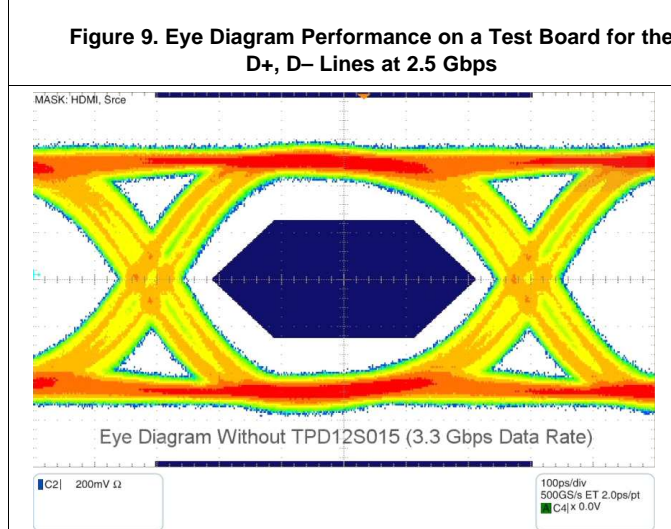 Figure 9. Eye Diagram Performance on a Test Board for the
D+, D– Lines at 2.5 Gbps
MASK: HDMI, Srce
Eye Diagram Without TPD12S015 (3.3 Gbps Data Rate)
C2| 200mV Ω
100ps/div
500GS/s ET 2.0ps/pt
A C4| x 0.0V